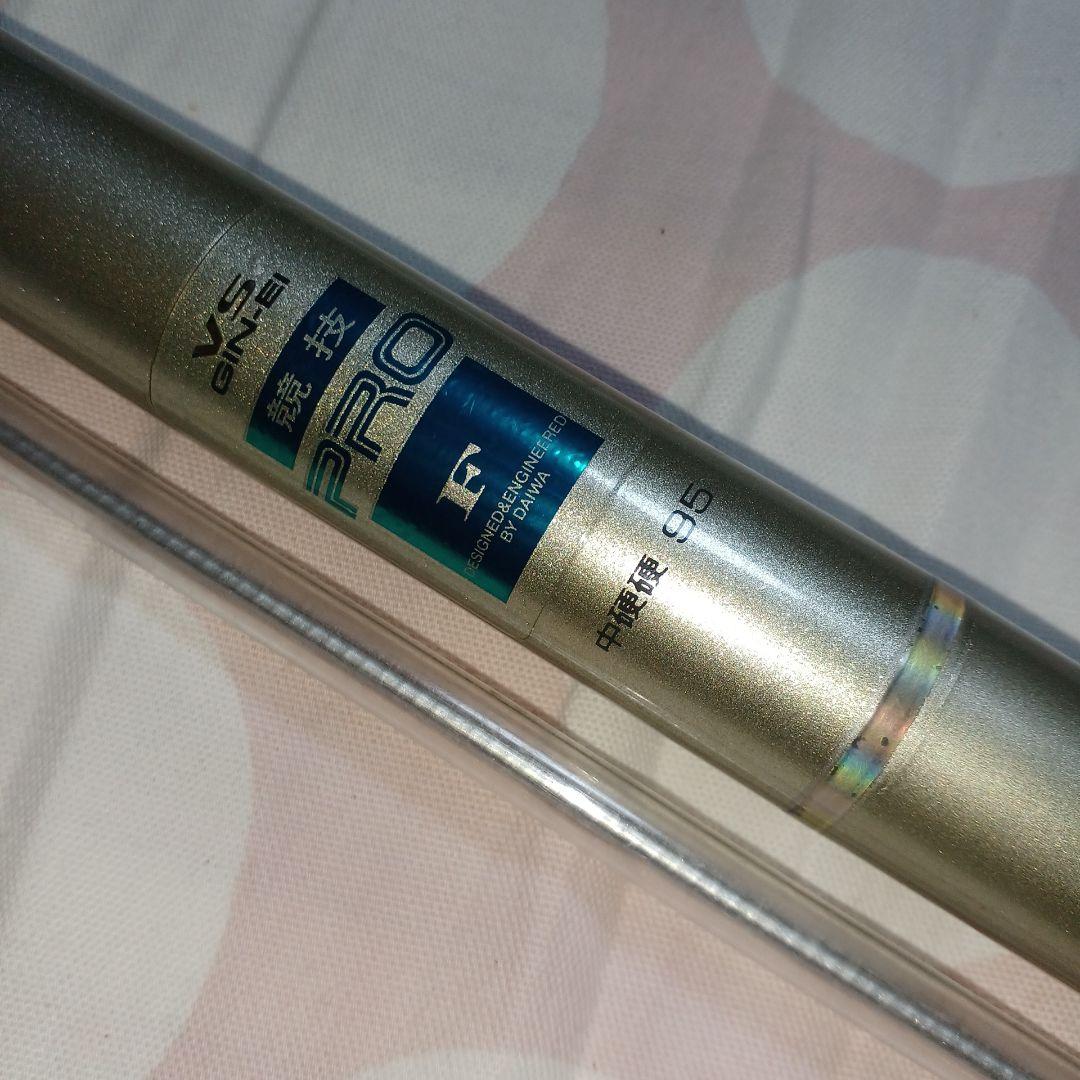 VS
GIN-EI
競技
PRO
F
DESIGNED&ENGINEERED
BY DAIWA
中硬硬 95